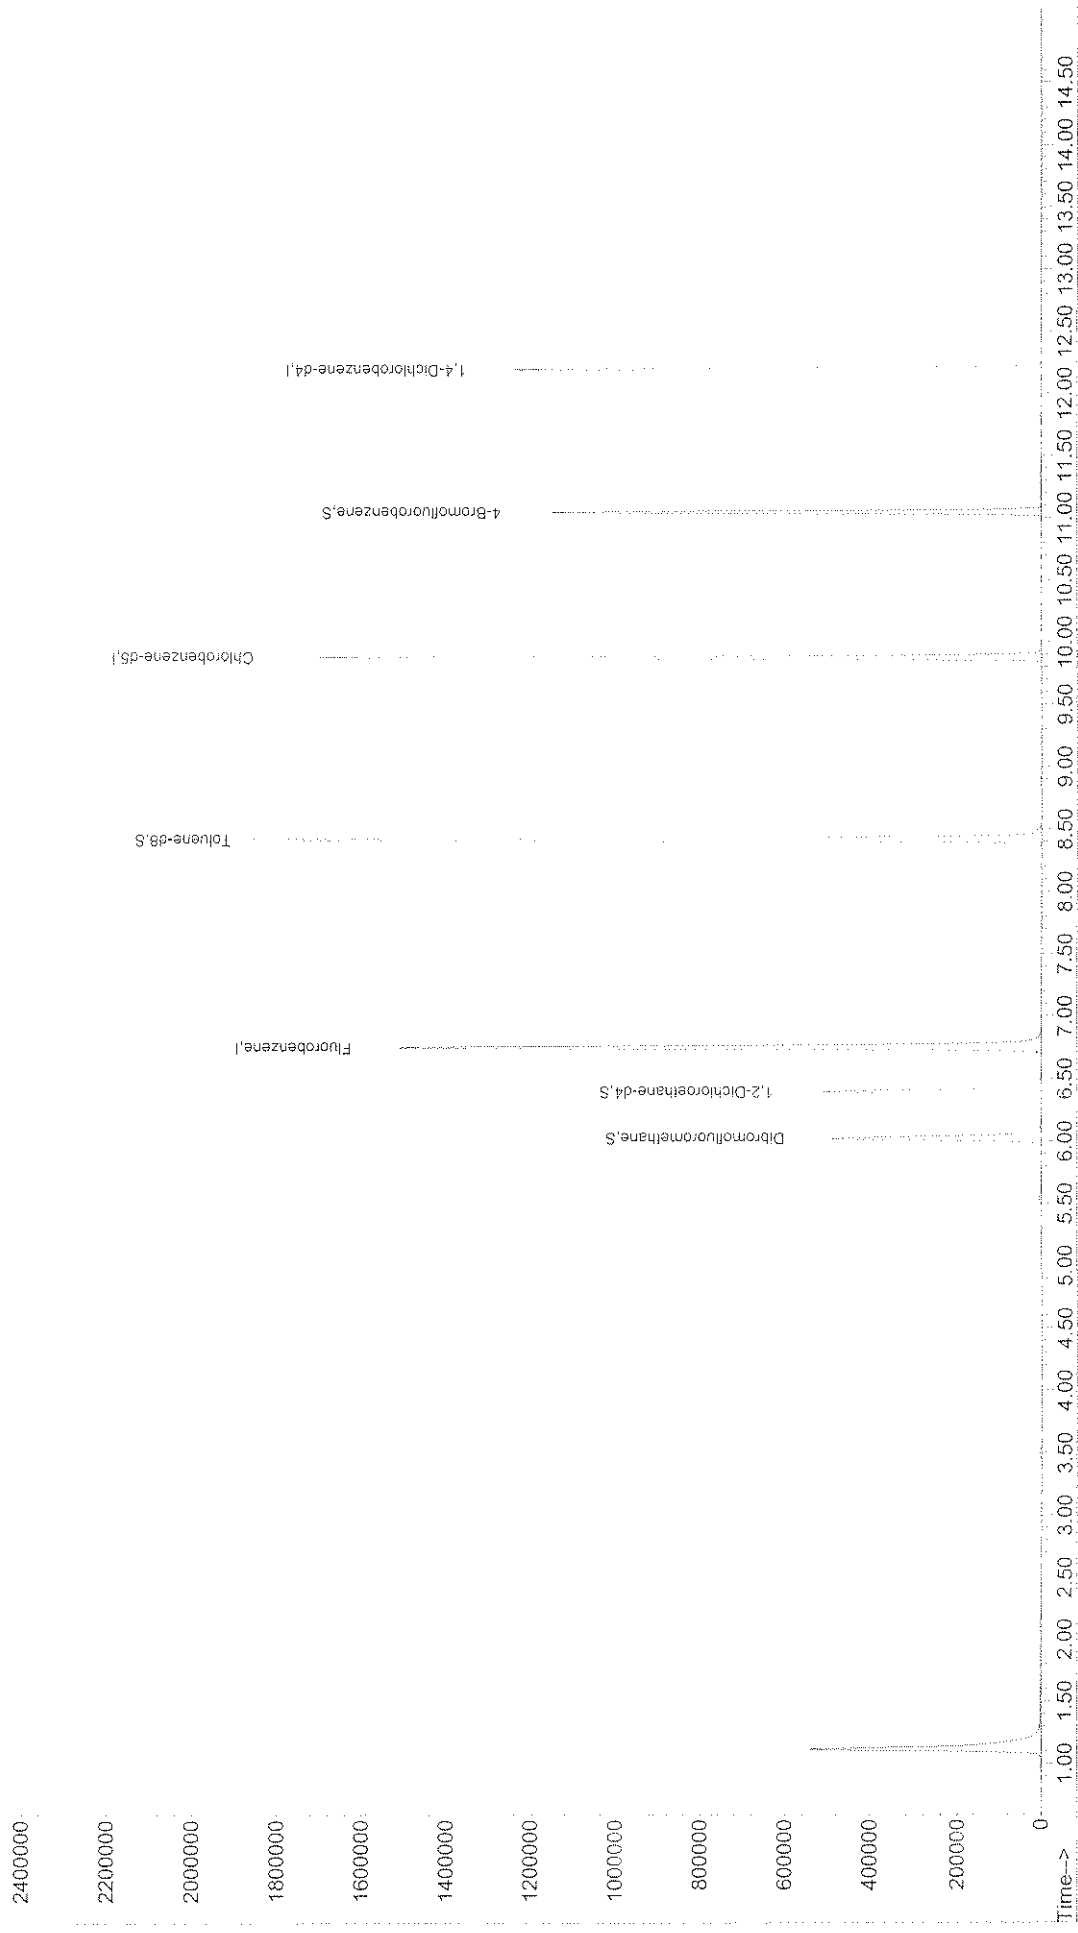 2400000
2200000
2000000
1800000
1600000
1400000
1200000
1000000
800000
600000
400000
200000
0
Time-->
1.00 1.50 2.00 2.50 3.00 3.50 4.00 4.50 5.00 5.50 6.00 6.50 7.00 7.50 8.00 8.50 9.00 9.50 10.00 10.50 11.00 11.50 12.00 12.50 13.00 13.50 14.00 14.50
Dibromofluoromethane,S
1,2-Dichloroethane-d4,S
Fluorobenzene,I
Toluene-d8,S
Chlorobenzene-d5,I
4-Bromofluorobenzene,S
1,4-Dichlorobenzene-d4,I